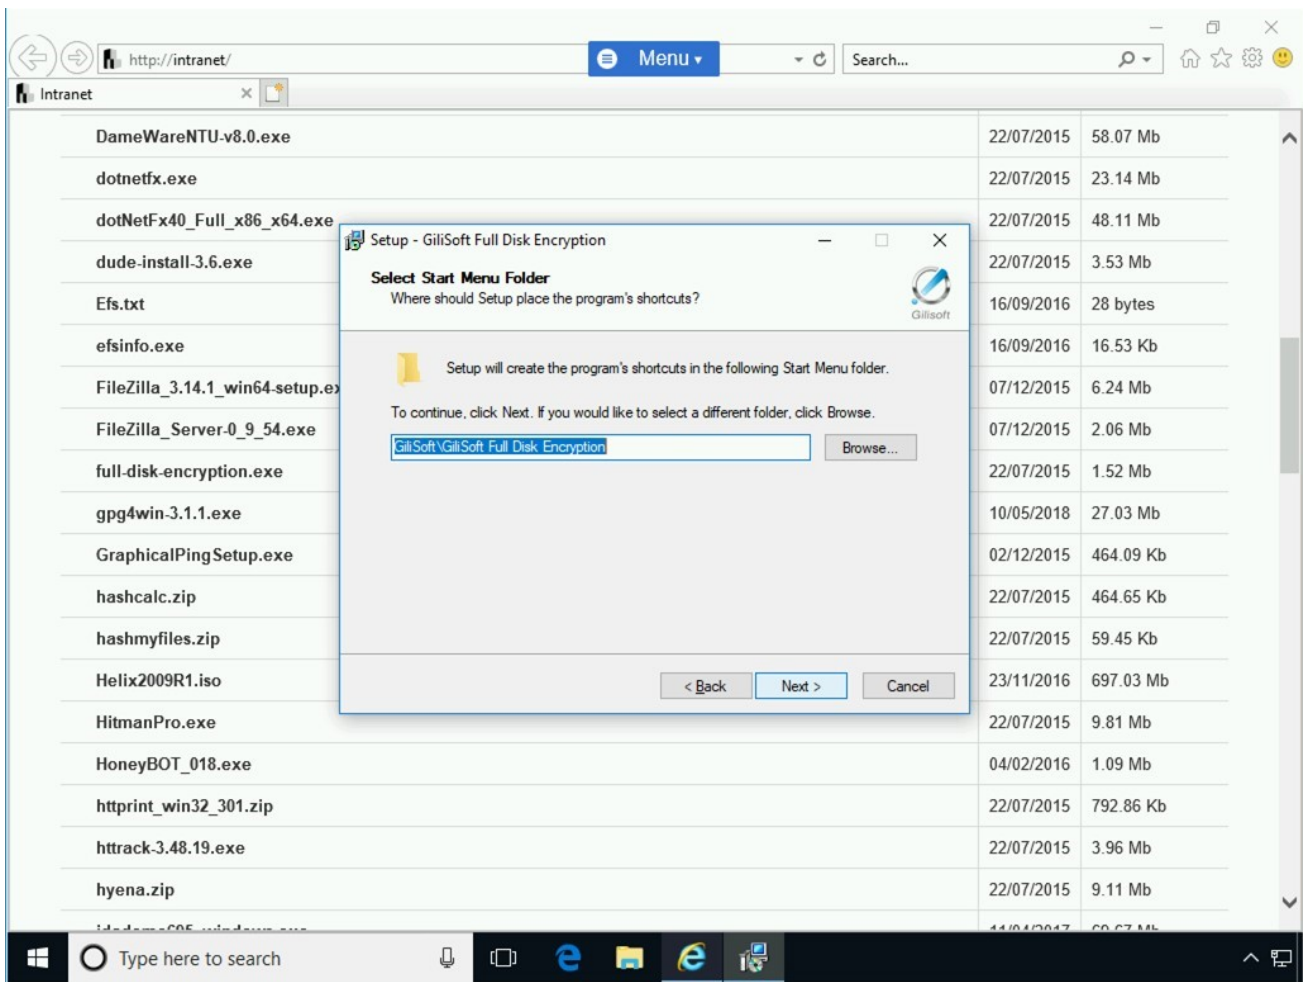 http://intranet/
Menu
Search...
Intranet
DameWareNTU-v8.0.exe 22/07/2015 58.07 Mb
dotnetfx.exe 22/07/2015 23.14 Mb
dotNetFx40_Full_x86_x64.exe 22/07/2015 48.11 Mb
dude-install-3.6.exe 22/07/2015 3.53 Mb
Efs.txt 16/09/2016 28 bytes
efsinfo.exe 16/09/2016 16.53 Kb
FileZilla_3.14.1_win64-setup.ex 07/12/2015 6.24 Mb
FileZilla_Server-0_9_54.exe 07/12/2015 2.06 Mb
full-disk-encryption.exe 22/07/2015 1.52 Mb
gpg4win-3.1.1.exe 10/05/2018 27.03 Mb
GraphicalPingSetup.exe 02/12/2015 464.09 Kb
hashcalc.zip 22/07/2015 464.65 Kb
hashmyfiles.zip 22/07/2015 59.45 Kb
Helix2009R1.iso 23/11/2016 697.03 Mb
HitmanPro.exe 22/07/2015 9.81 Mb
HoneyBOT_018.exe 04/02/2016 1.09 Mb
httprint_win32_301.zip 22/07/2015 792.86 Kb
httrack-3.48.19.exe 22/07/2015 3.96 Mb
hyena.zip 22/07/2015 9.11 Mb
Setup - GiliSoft Full Disk Encryption
Select Start Menu Folder
Where should Setup place the program's shortcuts?
Gilisoft
Setup will create the program's shortcuts in the following Start Menu folder.
To continue, click Next. If you would like to select a different folder, click Browse.
GiliSoft\GiliSoft Full Disk Encryption
Browse...
< Back
Next >
Cancel
Type here to search